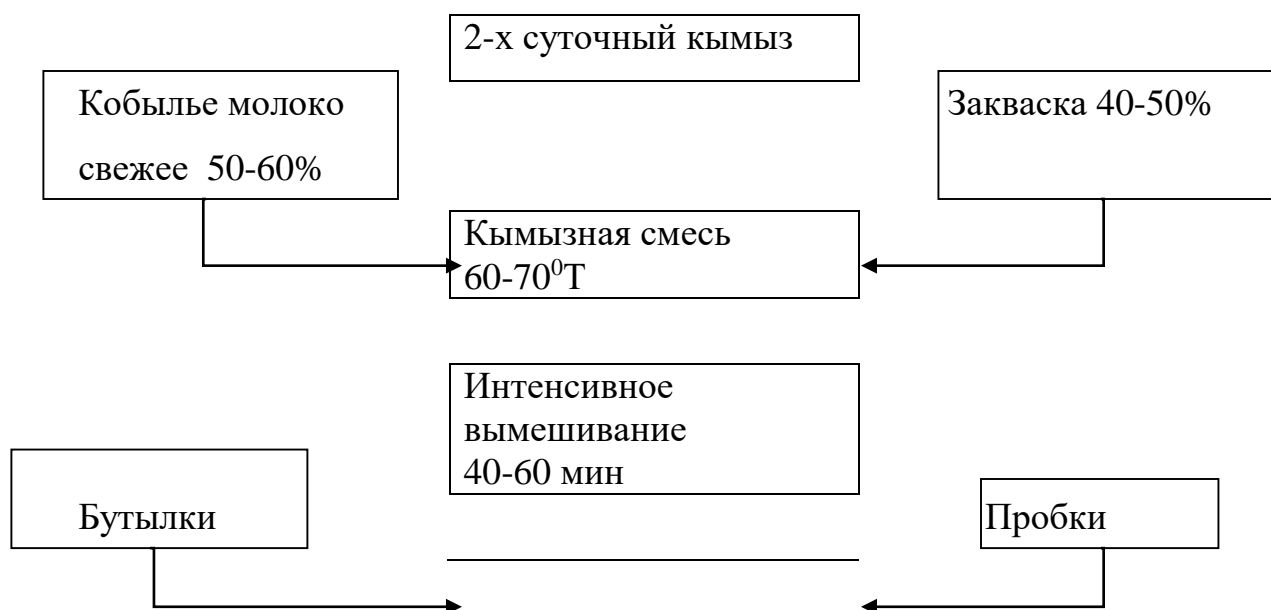 2-х суточный кымыз
Кобылье молоко
свежее 50-60%
Закваска 40-50%
Кымызная смесь
60-70⁰Т
Интенсивное
вымешивание
40-60 мин
Бутылки
Пробки